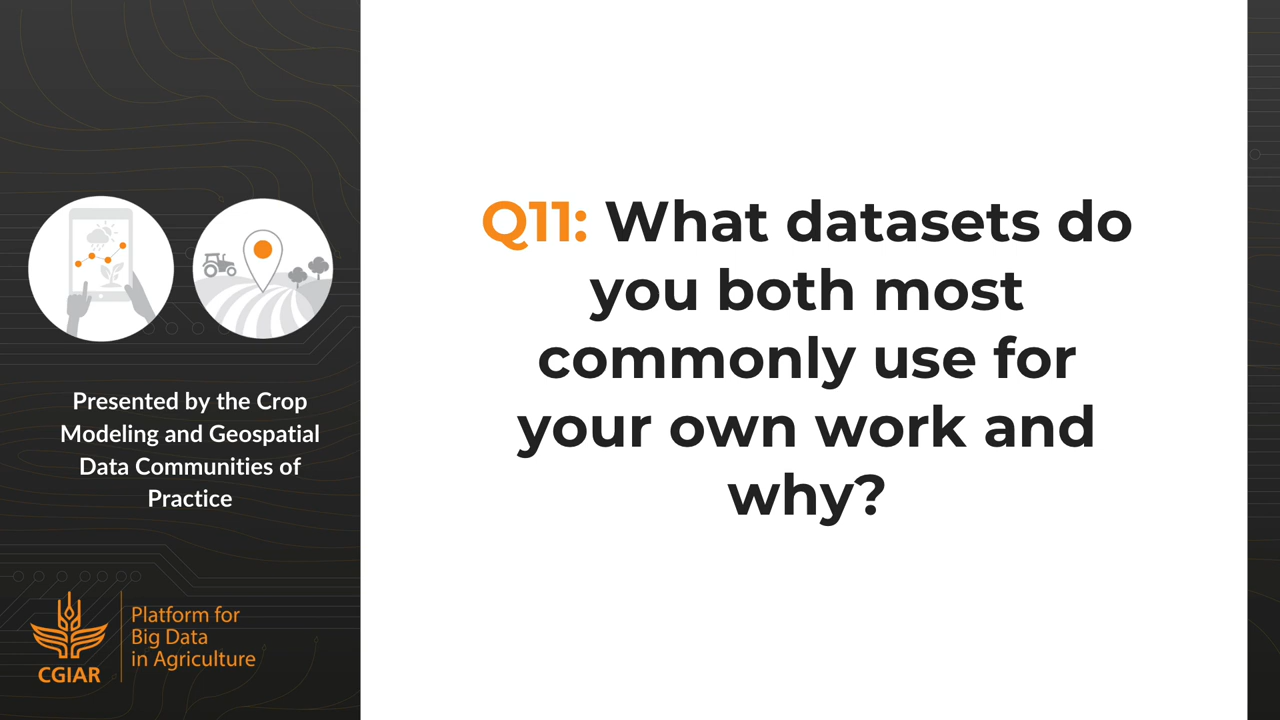 Presented by the Crop
Modeling and Geospatial
Data Communities of
Practice
CGIAR
Platform for
Big Data
in Agriculture
Q11: What datasets do
you both most
commonly use for
your own work and
why?